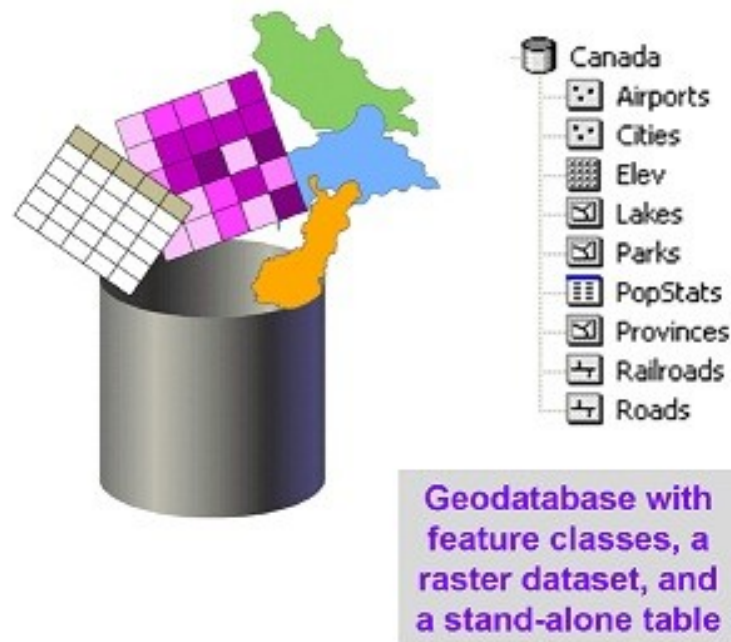 Canada
Airports
Cities
Elev
Lakes
Parks
PopStats
Provinces
Railroads
Roads
Geodatabase with
feature classes, a
raster dataset, and
a stand-alone table